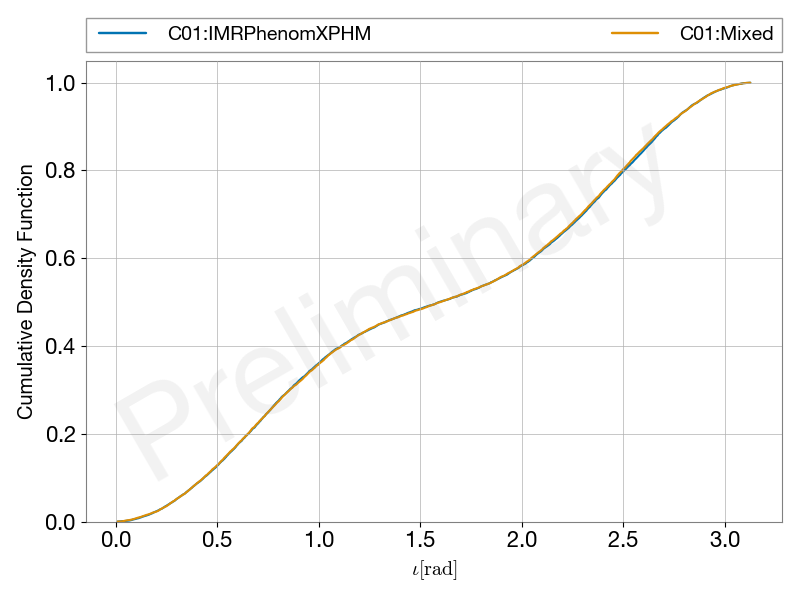 C01:IMRPhenomXPHM C01:Mixed
1.0
0.8
0.6
0.4
0.2
0.0
Cumulative Density Function
Preliminary
0.0 0.5 1.0 1.5 2.0 2.5 3.0
ι[rad]